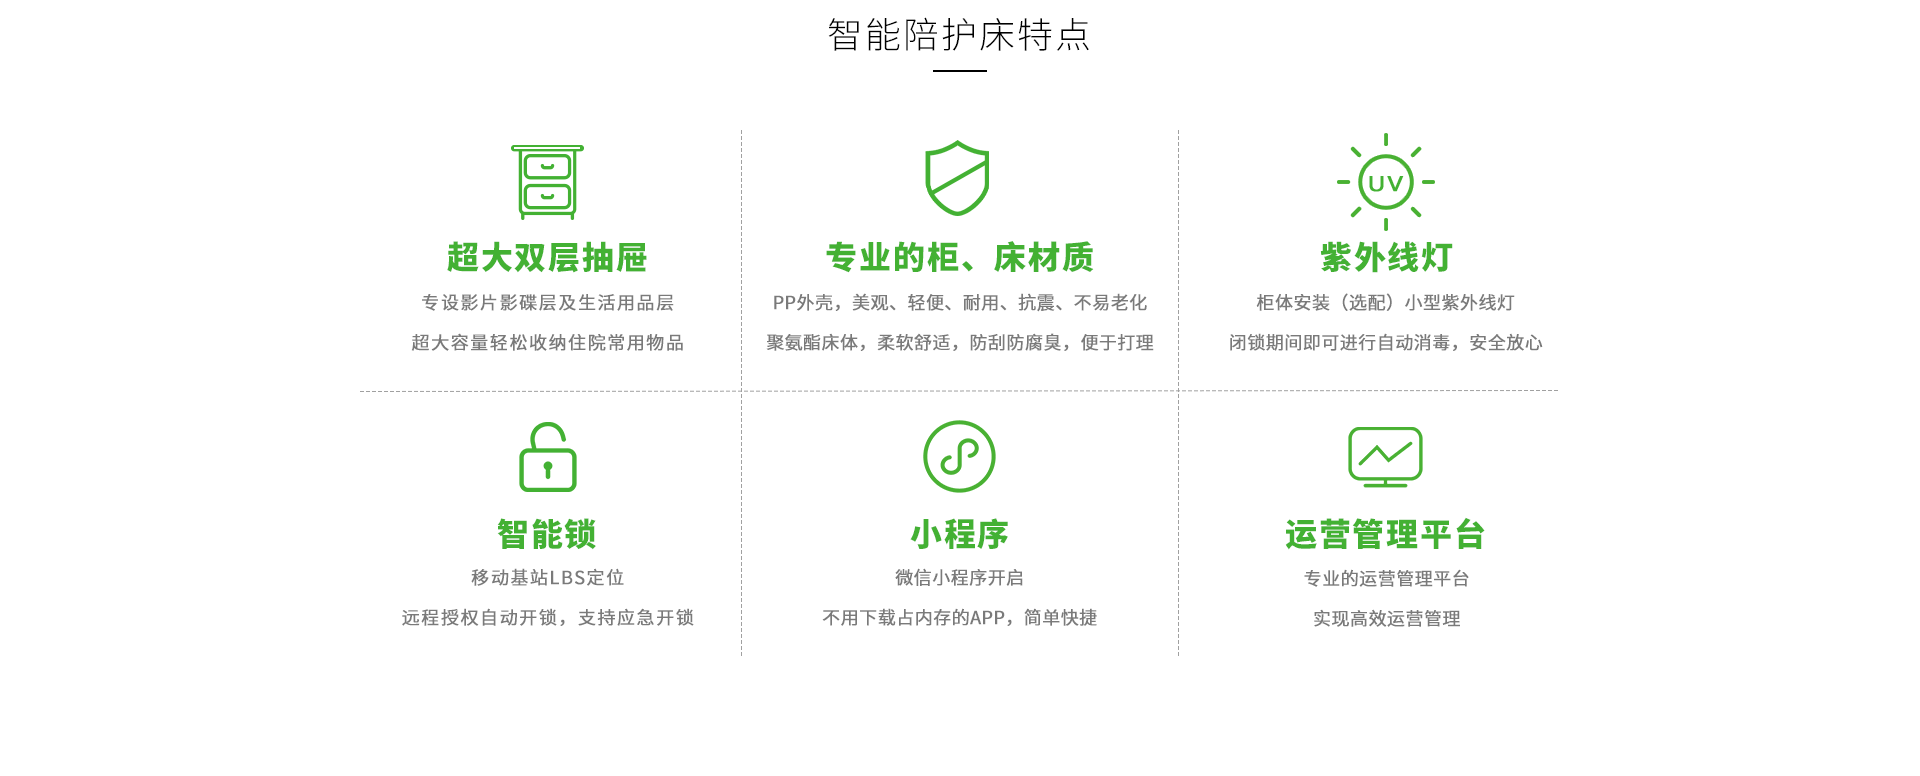 智能陪护床特点
超大双层抽屉
专设影片影碟层及生活用品层
超大容量轻松收纳住院常用物品
专业的柜、床材质
PP外壳，美观、轻便、耐用、抗震、不易老化
聚氨酯床体，柔软舒适，防刮防腐臭，便于打理
UV
紫外线灯
柜体安装（选配）小型紫外线灯
闭锁期间即可进行自动消毒，安全放心
智能锁
移动基站LBS定位
远程授权自动开锁，支持应急开锁
小程序
微信小程序开启
不用下载占内存的APP，简单快捷
运营管理平台
专业的运营管理平台
实现高效运营管理